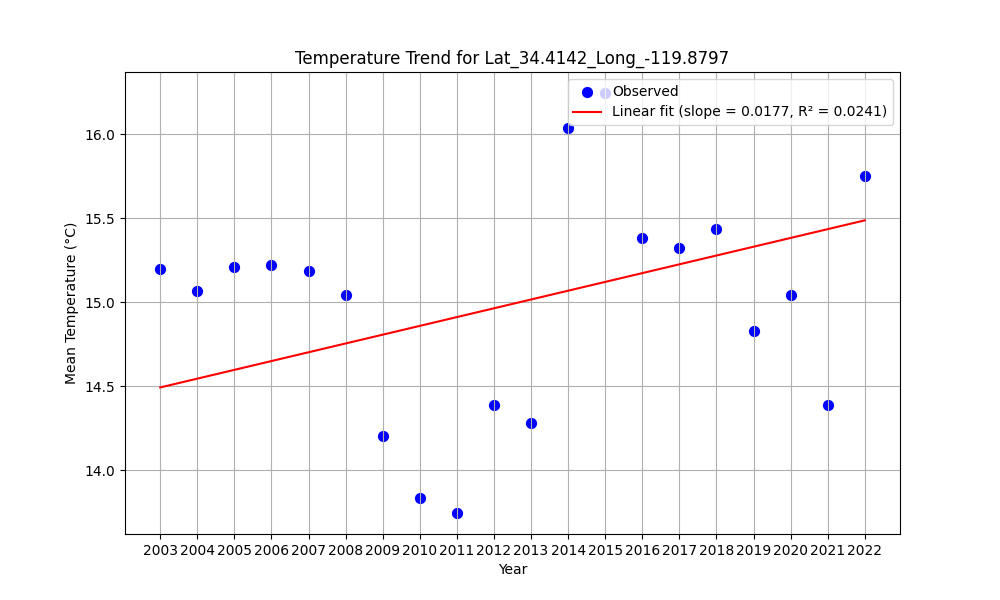 Temperature Trend for Lat_34.4142_Long_-119.8797
Observed
Linear fit (slope = 0.0177, R² = 0.0241)
Mean Temperature (°C)
16.0
15.5
15.0
14.5
14.0
2003 2004 2005 2006 2007 2008 2009 2010 2011 2012 2013 2014 2015 2016 2017 2018 2019 2020 2021 2022
Year